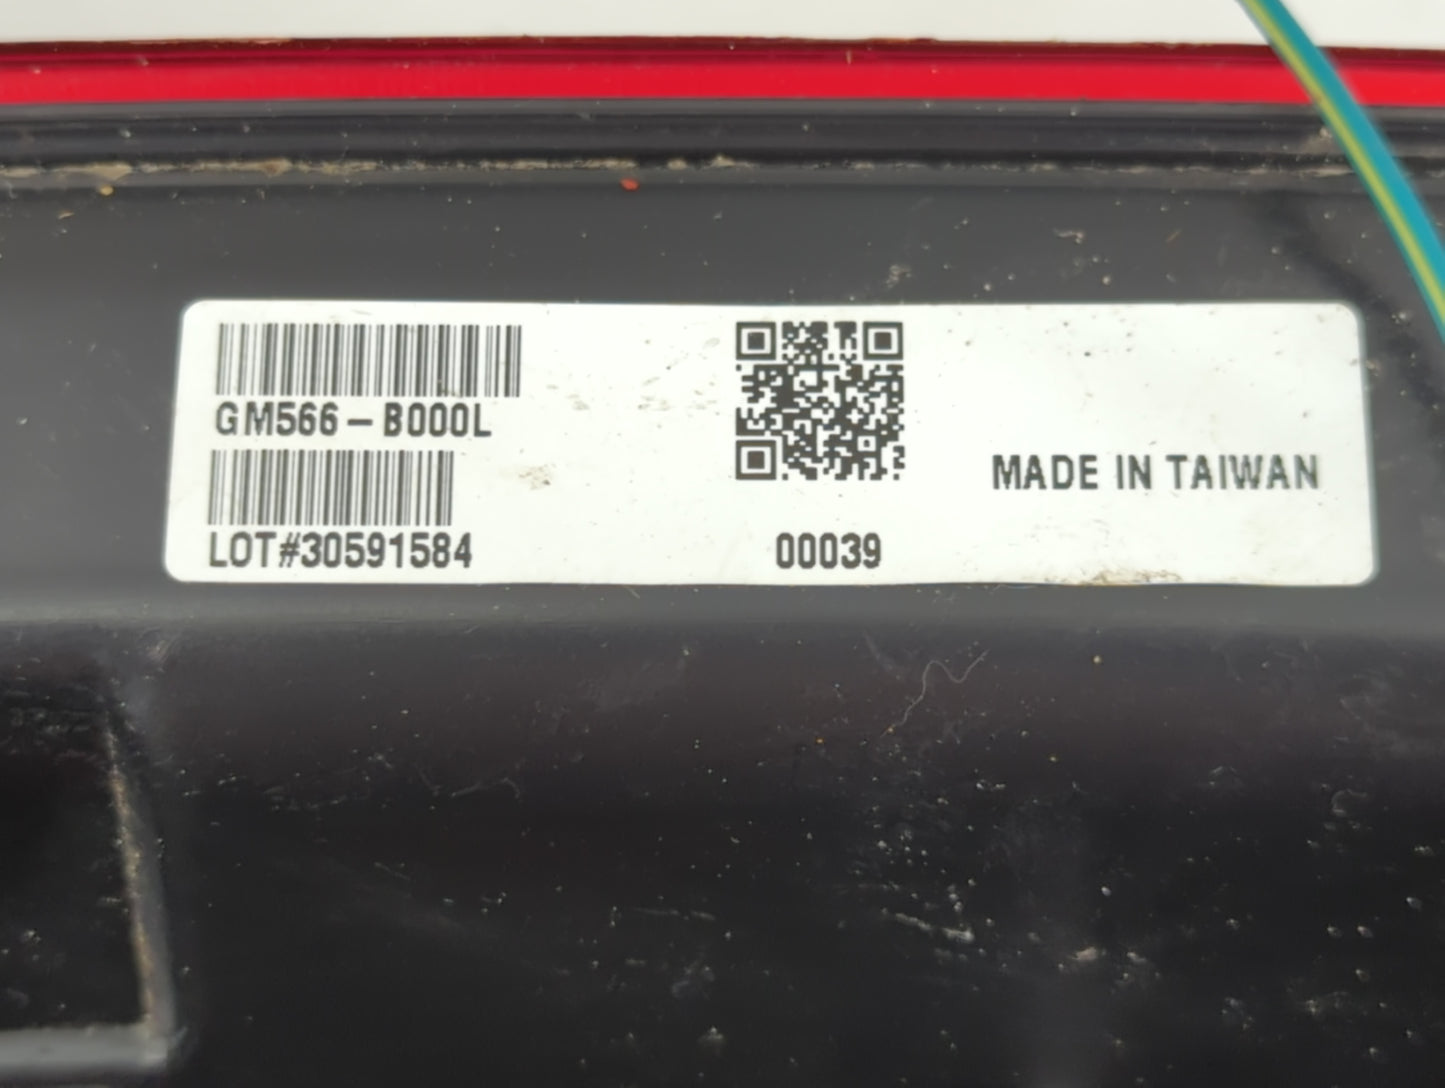 GM566-B000L
LOT#30591584
00039
MADE IN TAIWAN